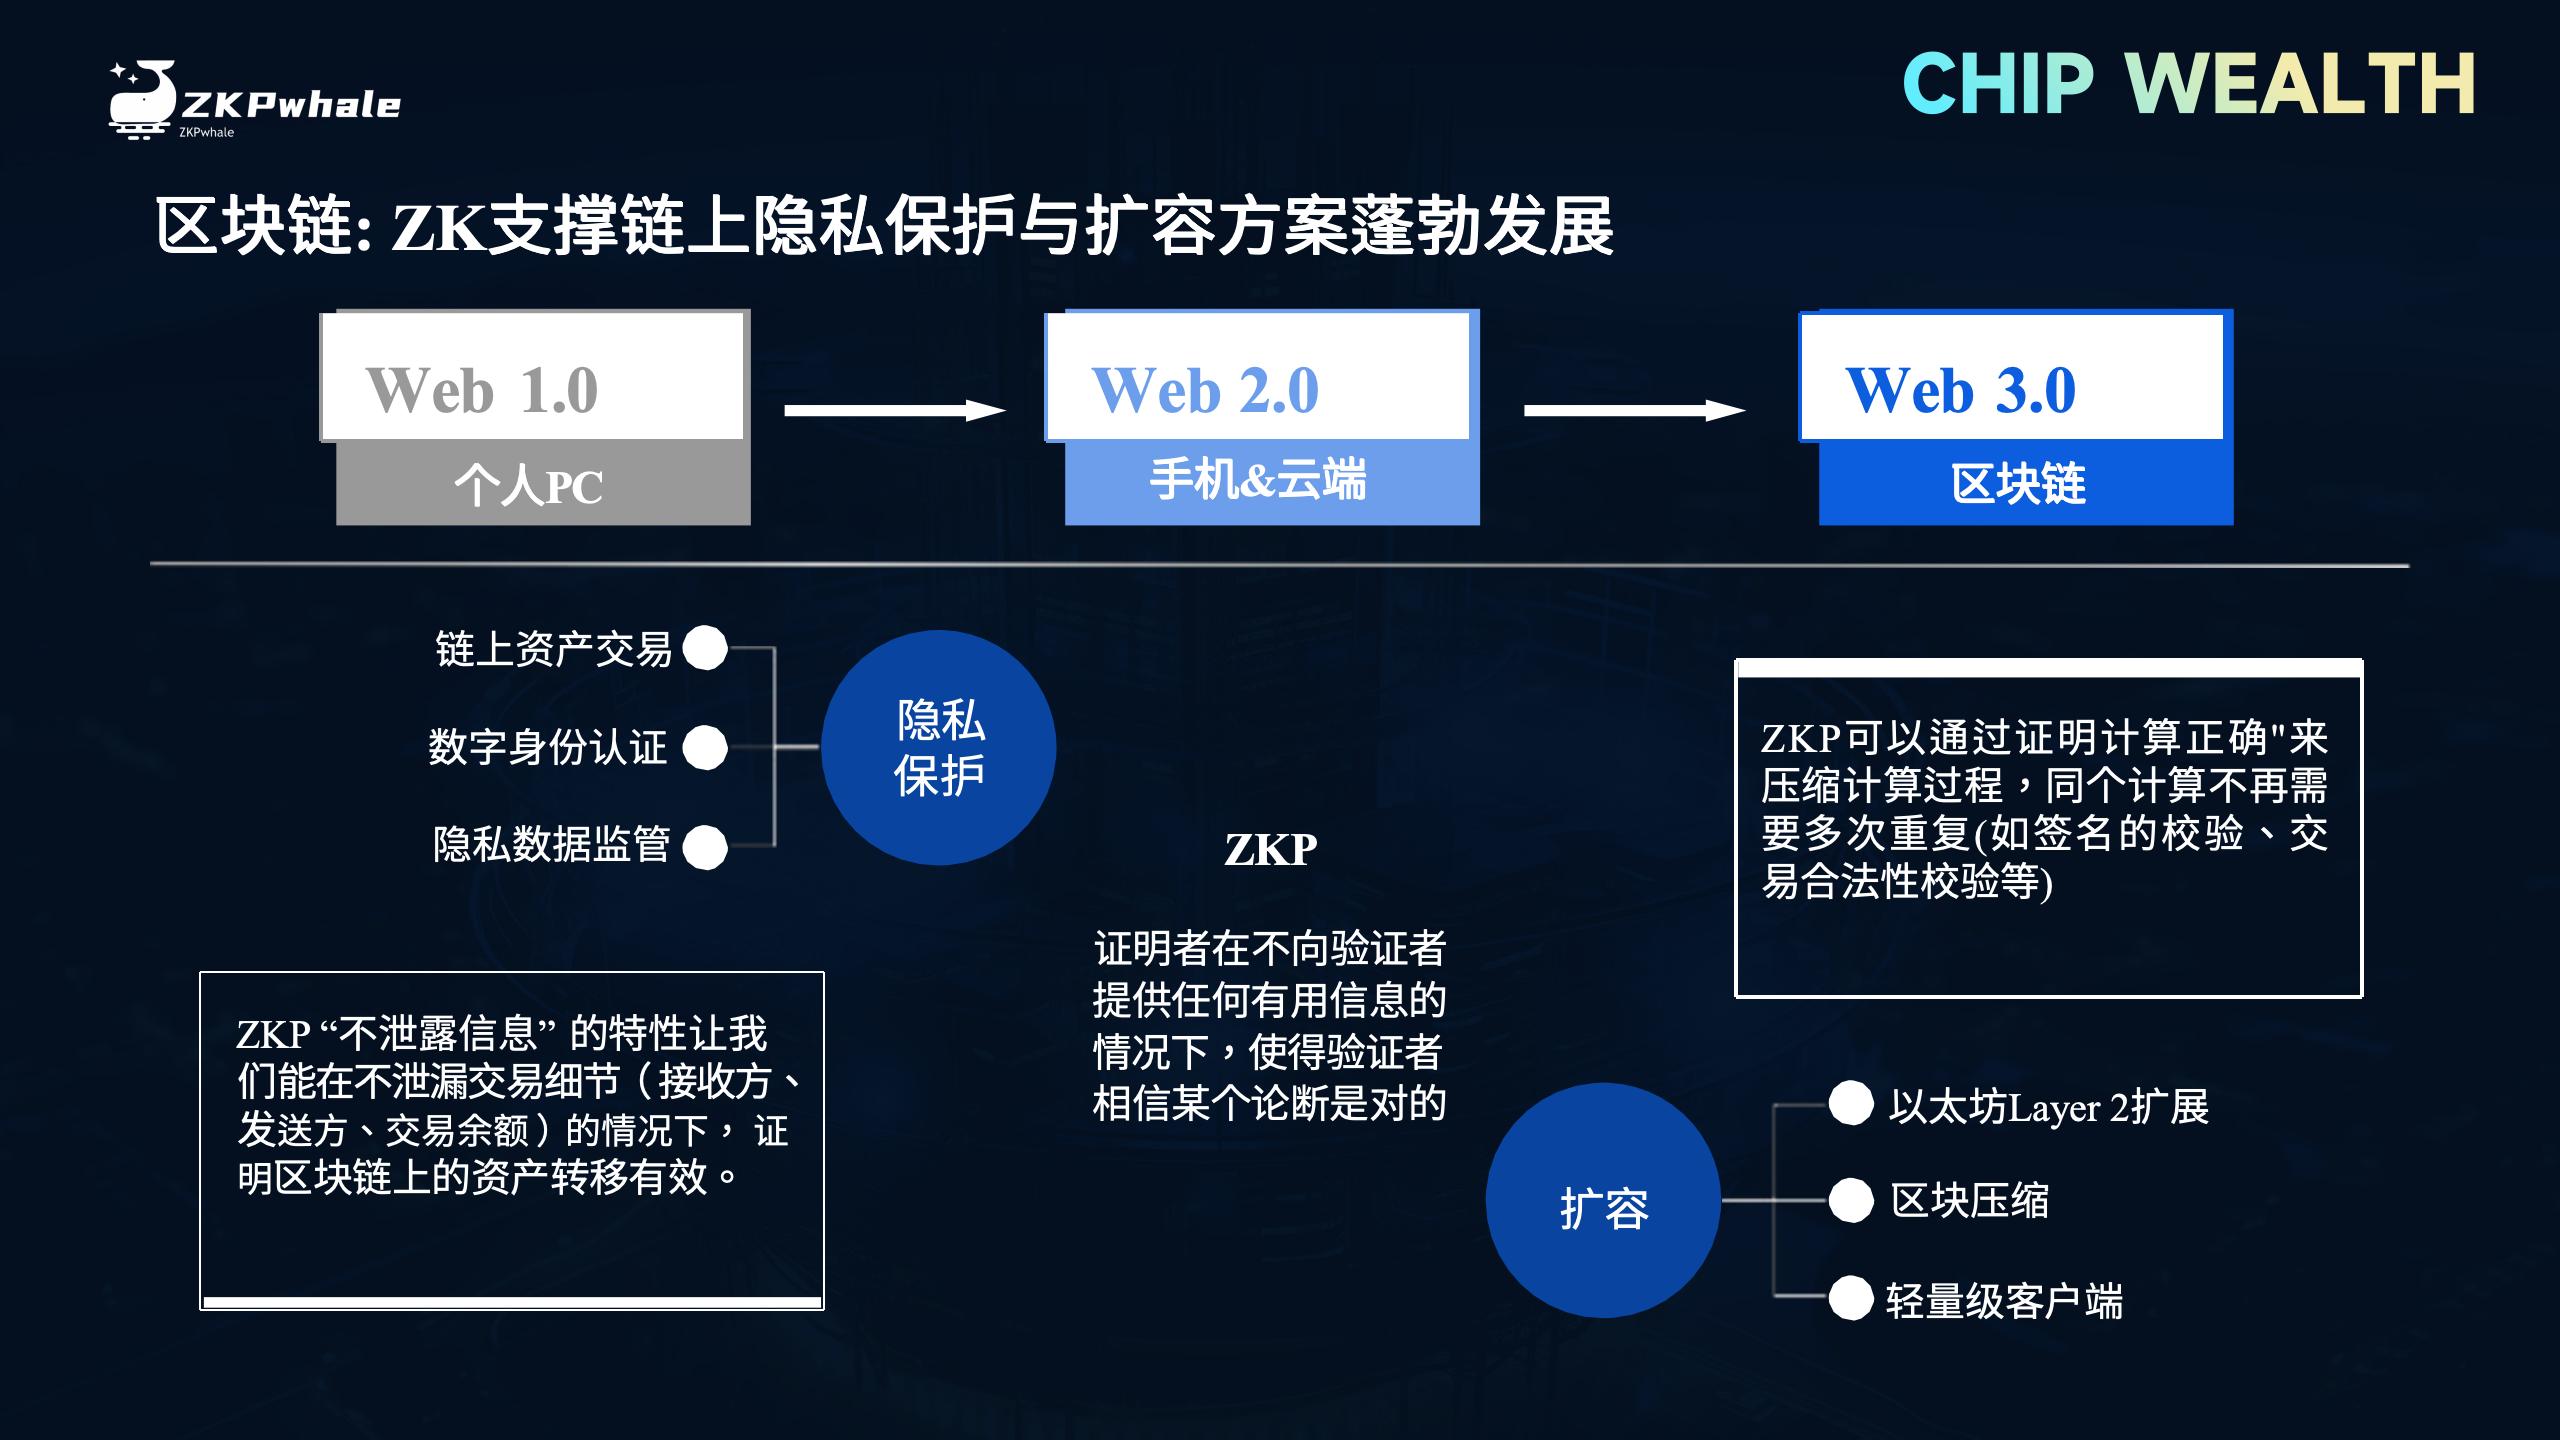 ZKPwhale
ZKPwhale
CHIP WEALTH
区块链: ZK支撑链上隐私保护与扩容方案蓬勃发展
Web 1.0
个人PC
Web 2.0
手机&云端
Web 3.0
区块链
链上资产交易
数字身份认证
隐私数据监管
隐私
保护
ZKP “不泄露信息” 的特性让我
们能在不泄漏交易细节（接收方、
发送方、交易余额）的情况下， 证
明区块链上的资产转移有效。
ZKP
证明者在不向验证者
提供任何有用信息的
情况下，使得验证者
相信某个论断是对的
ZKP可以通过证明计算正确"来
压缩计算过程，同个计算不再需
要多次重复(如签名的校验、交
易合法性校验等)
扩容
以太坊Layer 2扩展
区块压缩
轻量级客户端